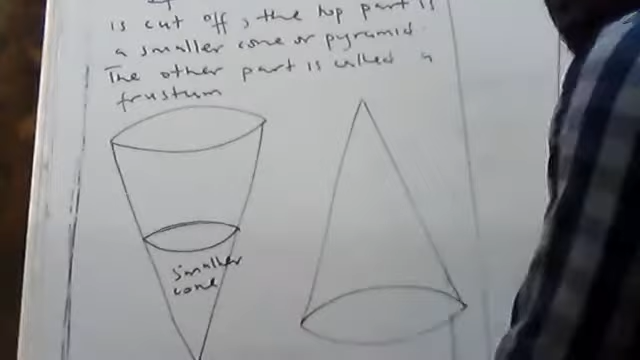 is cut off, the top part is
a smaller cone or pyramid.
The other part is called a
frustum
smaller
cone